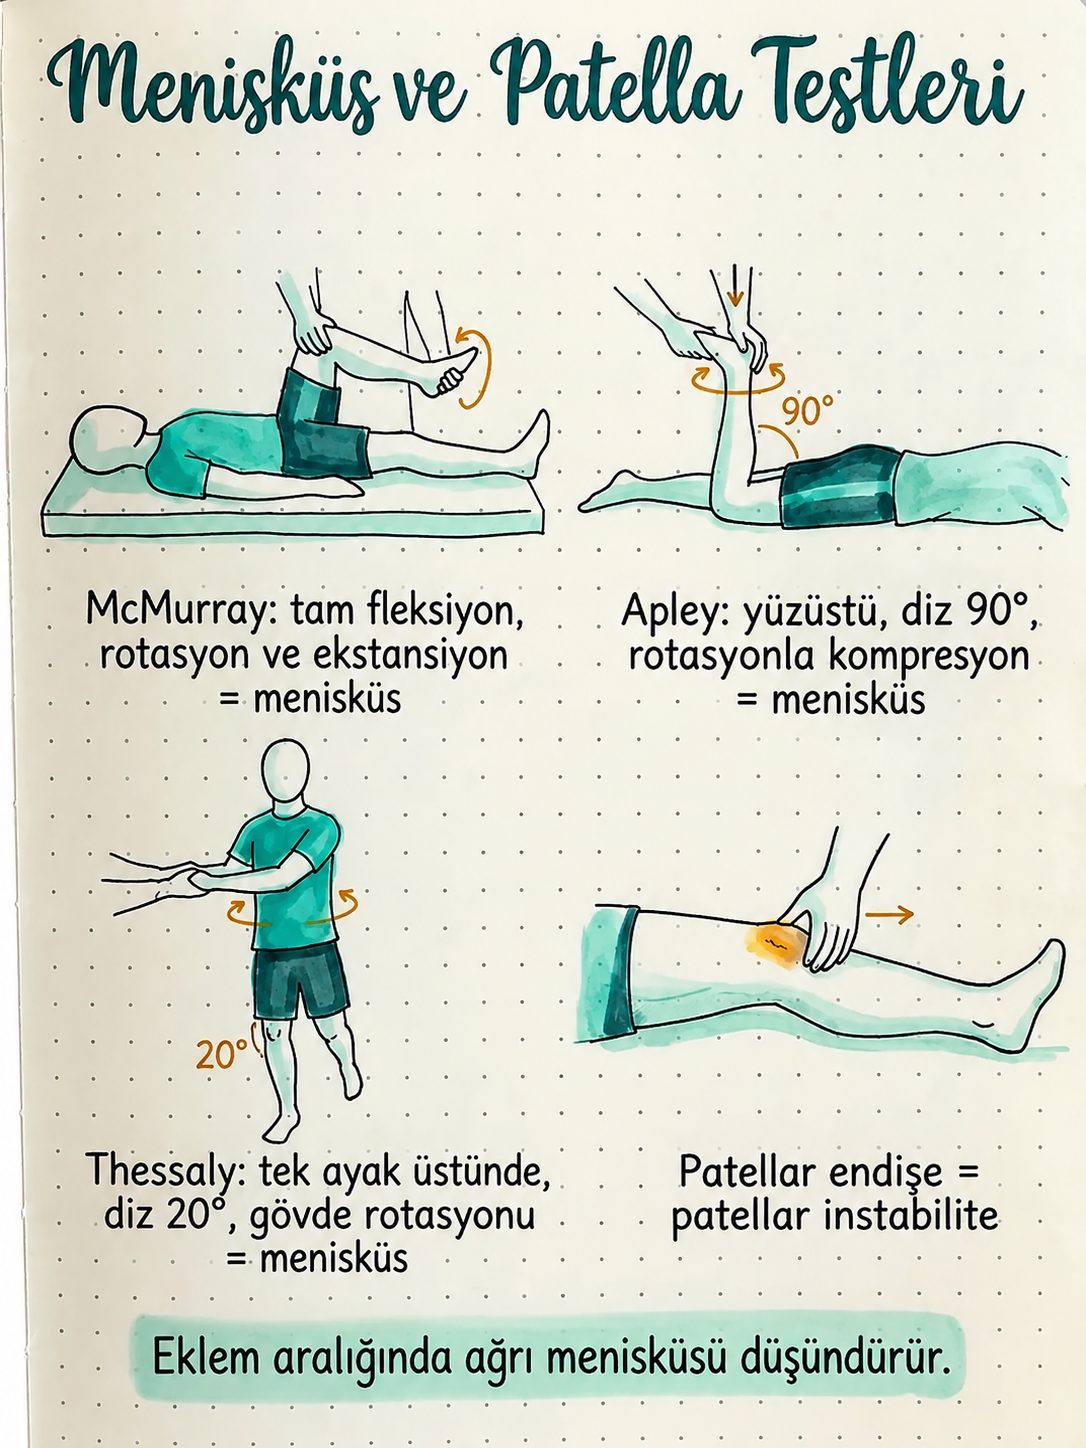 Menisküs ve Patella Testleri
90°
McMurray: tam fleksiyon,
rotasyon ve ekstansiyon
= menisküs
Apley: yüzüstü, diz 90°,
rotasyonla kompresyon
= menisküs
20°
Thessaly: tek ayak üstünde,
diz 20°, gövde rotasyonu
= menisküs
Patellar endişe =
patellar instabilite
Eklem aralığında ağrı menisküsü düşündürür.